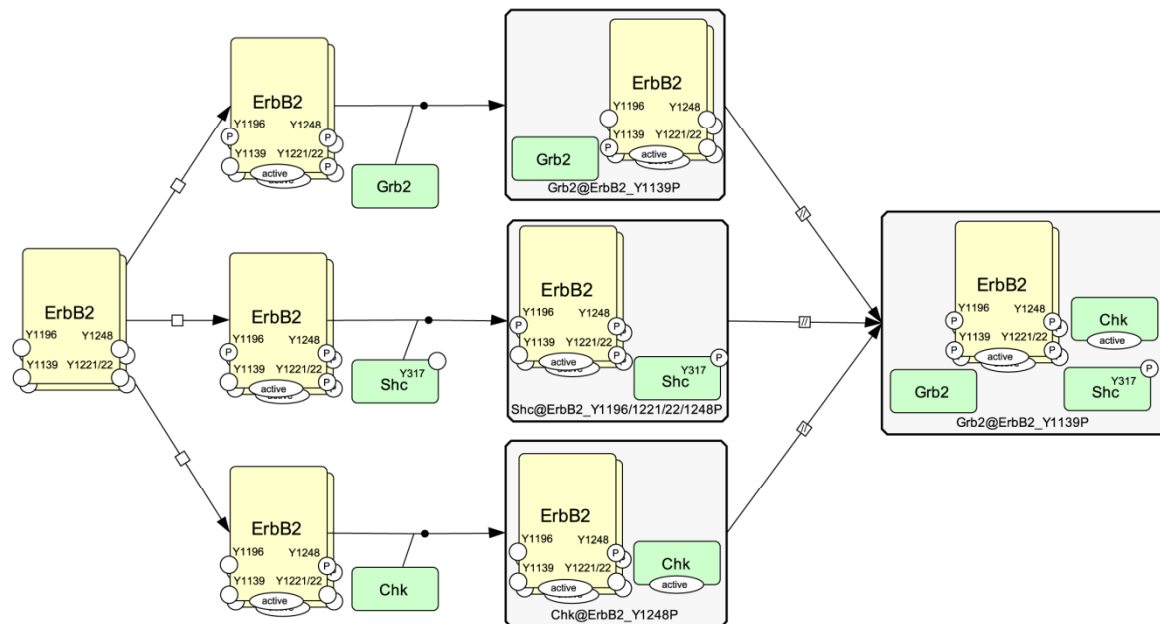 ErbB2
Y1196 Y1248
Y1139 Y1221/22
ErbB2
Y1196 Y1248
P P
Y1139 Y1221/22
P
active
Grb2
ErbB2
Y1196 Y1248
Y1139 Y1221/22
P
active
Grb2
Grb2@ErbB2_Y1139P
ErbB2
Y1196 Y1248
P P
Y1139 Y1221/22
P P
active
Y317
Shc
ErbB2
Y1196 Y1248
P P
Y1139 Y1221/22
P P
active
P
Y317
Shc
Shc@ErbB2_Y1196/1221/22/1248P
ErbB2
Y1196 Y1248
P P
Y1139 Y1221/22
active
Chk
ErbB2
Y1196 Y1248
P P
Y1139 Y1221/22
active
Chk
active
Chk@ErbB2_Y1248P
ErbB2
Y1196 Y1248
P P P
Y1139 Y1221/22
P P P P
active
Chk
active
Grb2
P
Y317
Shc
Grb2@ErbB2_Y1139P